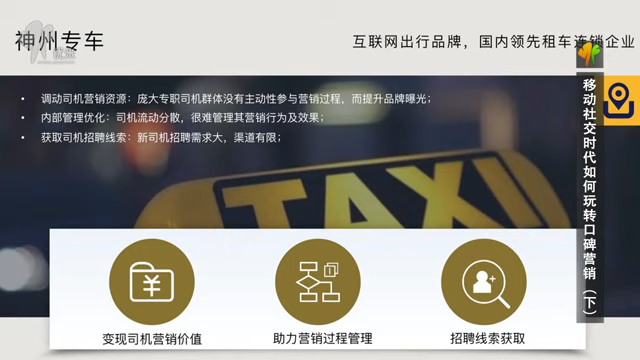 神州专车
互联网出行品牌，国内领先租车连锁企业
• 调动司机营销资源：庞大专职司机群体没有主动性参与营销过程，而提升品牌曝光；
• 内部管理优化：司机流动分散，很难管理其营销行为及效果；
• 获取司机招聘线索：新司机招聘需求大，渠道有限；
TAXI
变现司机营销价值
助力营销过程管理
招聘线索获取
移动社交时代如何玩转口碑营销（下）